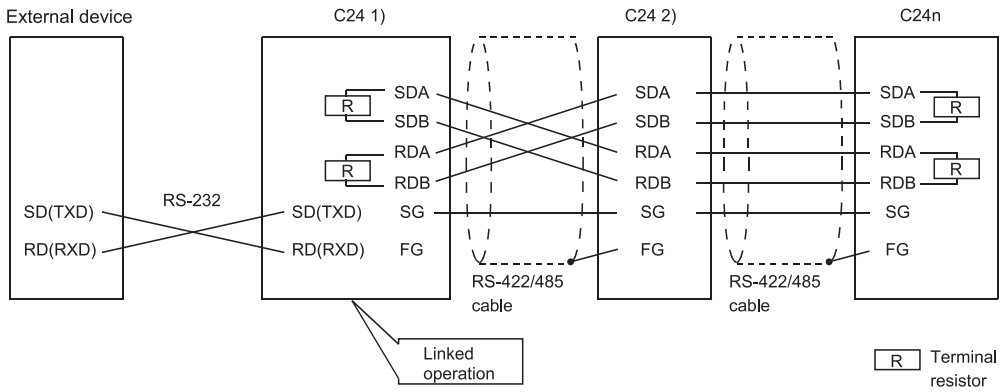 External device
C24 1)
C24 2)
C24n
R
SDA
SDB
R
RDA
RDB
SDA
SDB
RDA
RDB
SDA
SDB
R
RDA
RDB
R
RS-232
SD(TXD)
RD(RXD)
SD(TXD)
RD(RXD)
SG
FG
SG
FG
SG
FG
RS-422/485
cable
RS-422/485
cable
Linked
operation
R Terminal
resistor